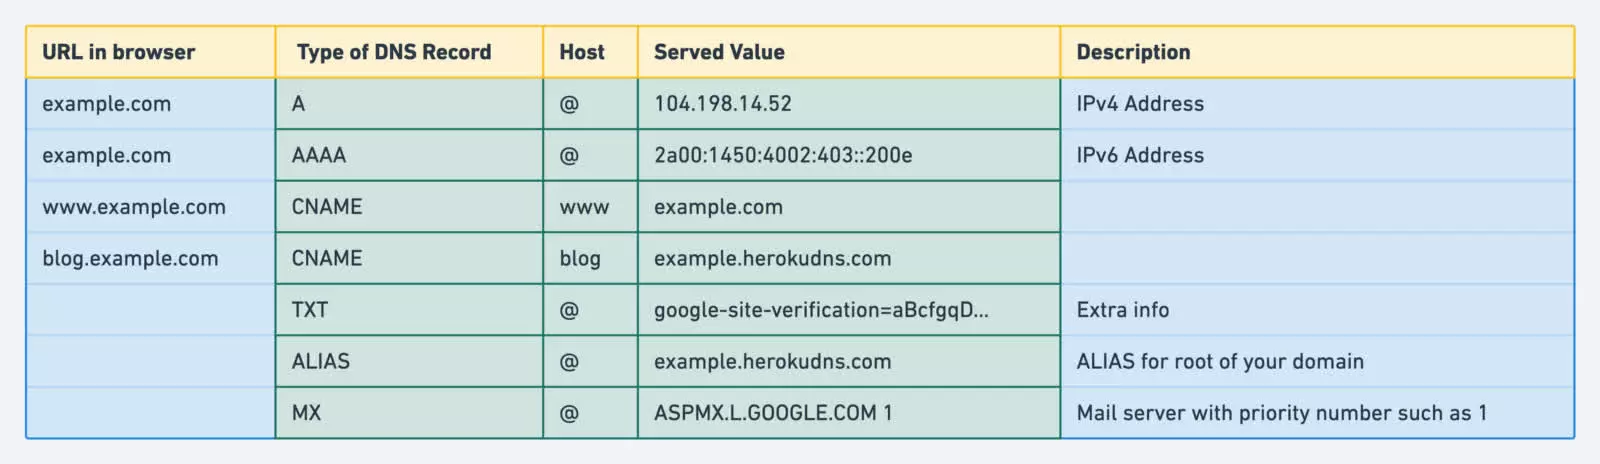 URL in browser Type of DNS Record Host Served Value Description
example.com A @ 104.198.14.52 IPv4 Address
example.com AAAA @ 2a00:1450:4002:403::200e IPv6 Address
www.example.com CNAME www example.com
blog.example.com CNAME blog example.herokudns.com
TXT @ google-site-verification=aBcfgqD... Extra info
ALIAS @ example.herokudns.com ALIAS for root of your domain
MX @ ASPMX.L.GOOGLE.COM 1 Mail server with priority number such as 1